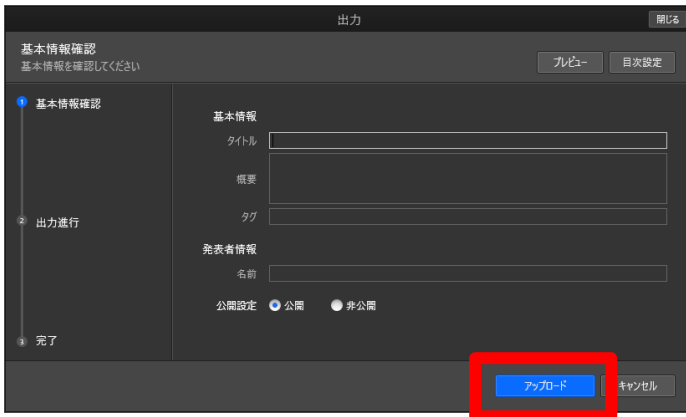 出力
閉じる
基本情報確認
基本情報を確認してください
プレビュー
目次設定
1 基本情報確認
2 出力進行
3 完了
基本情報
タイトル
概要
タグ
発表者情報
名前
公開設定 公開 非公開
アップロード
キャンセル